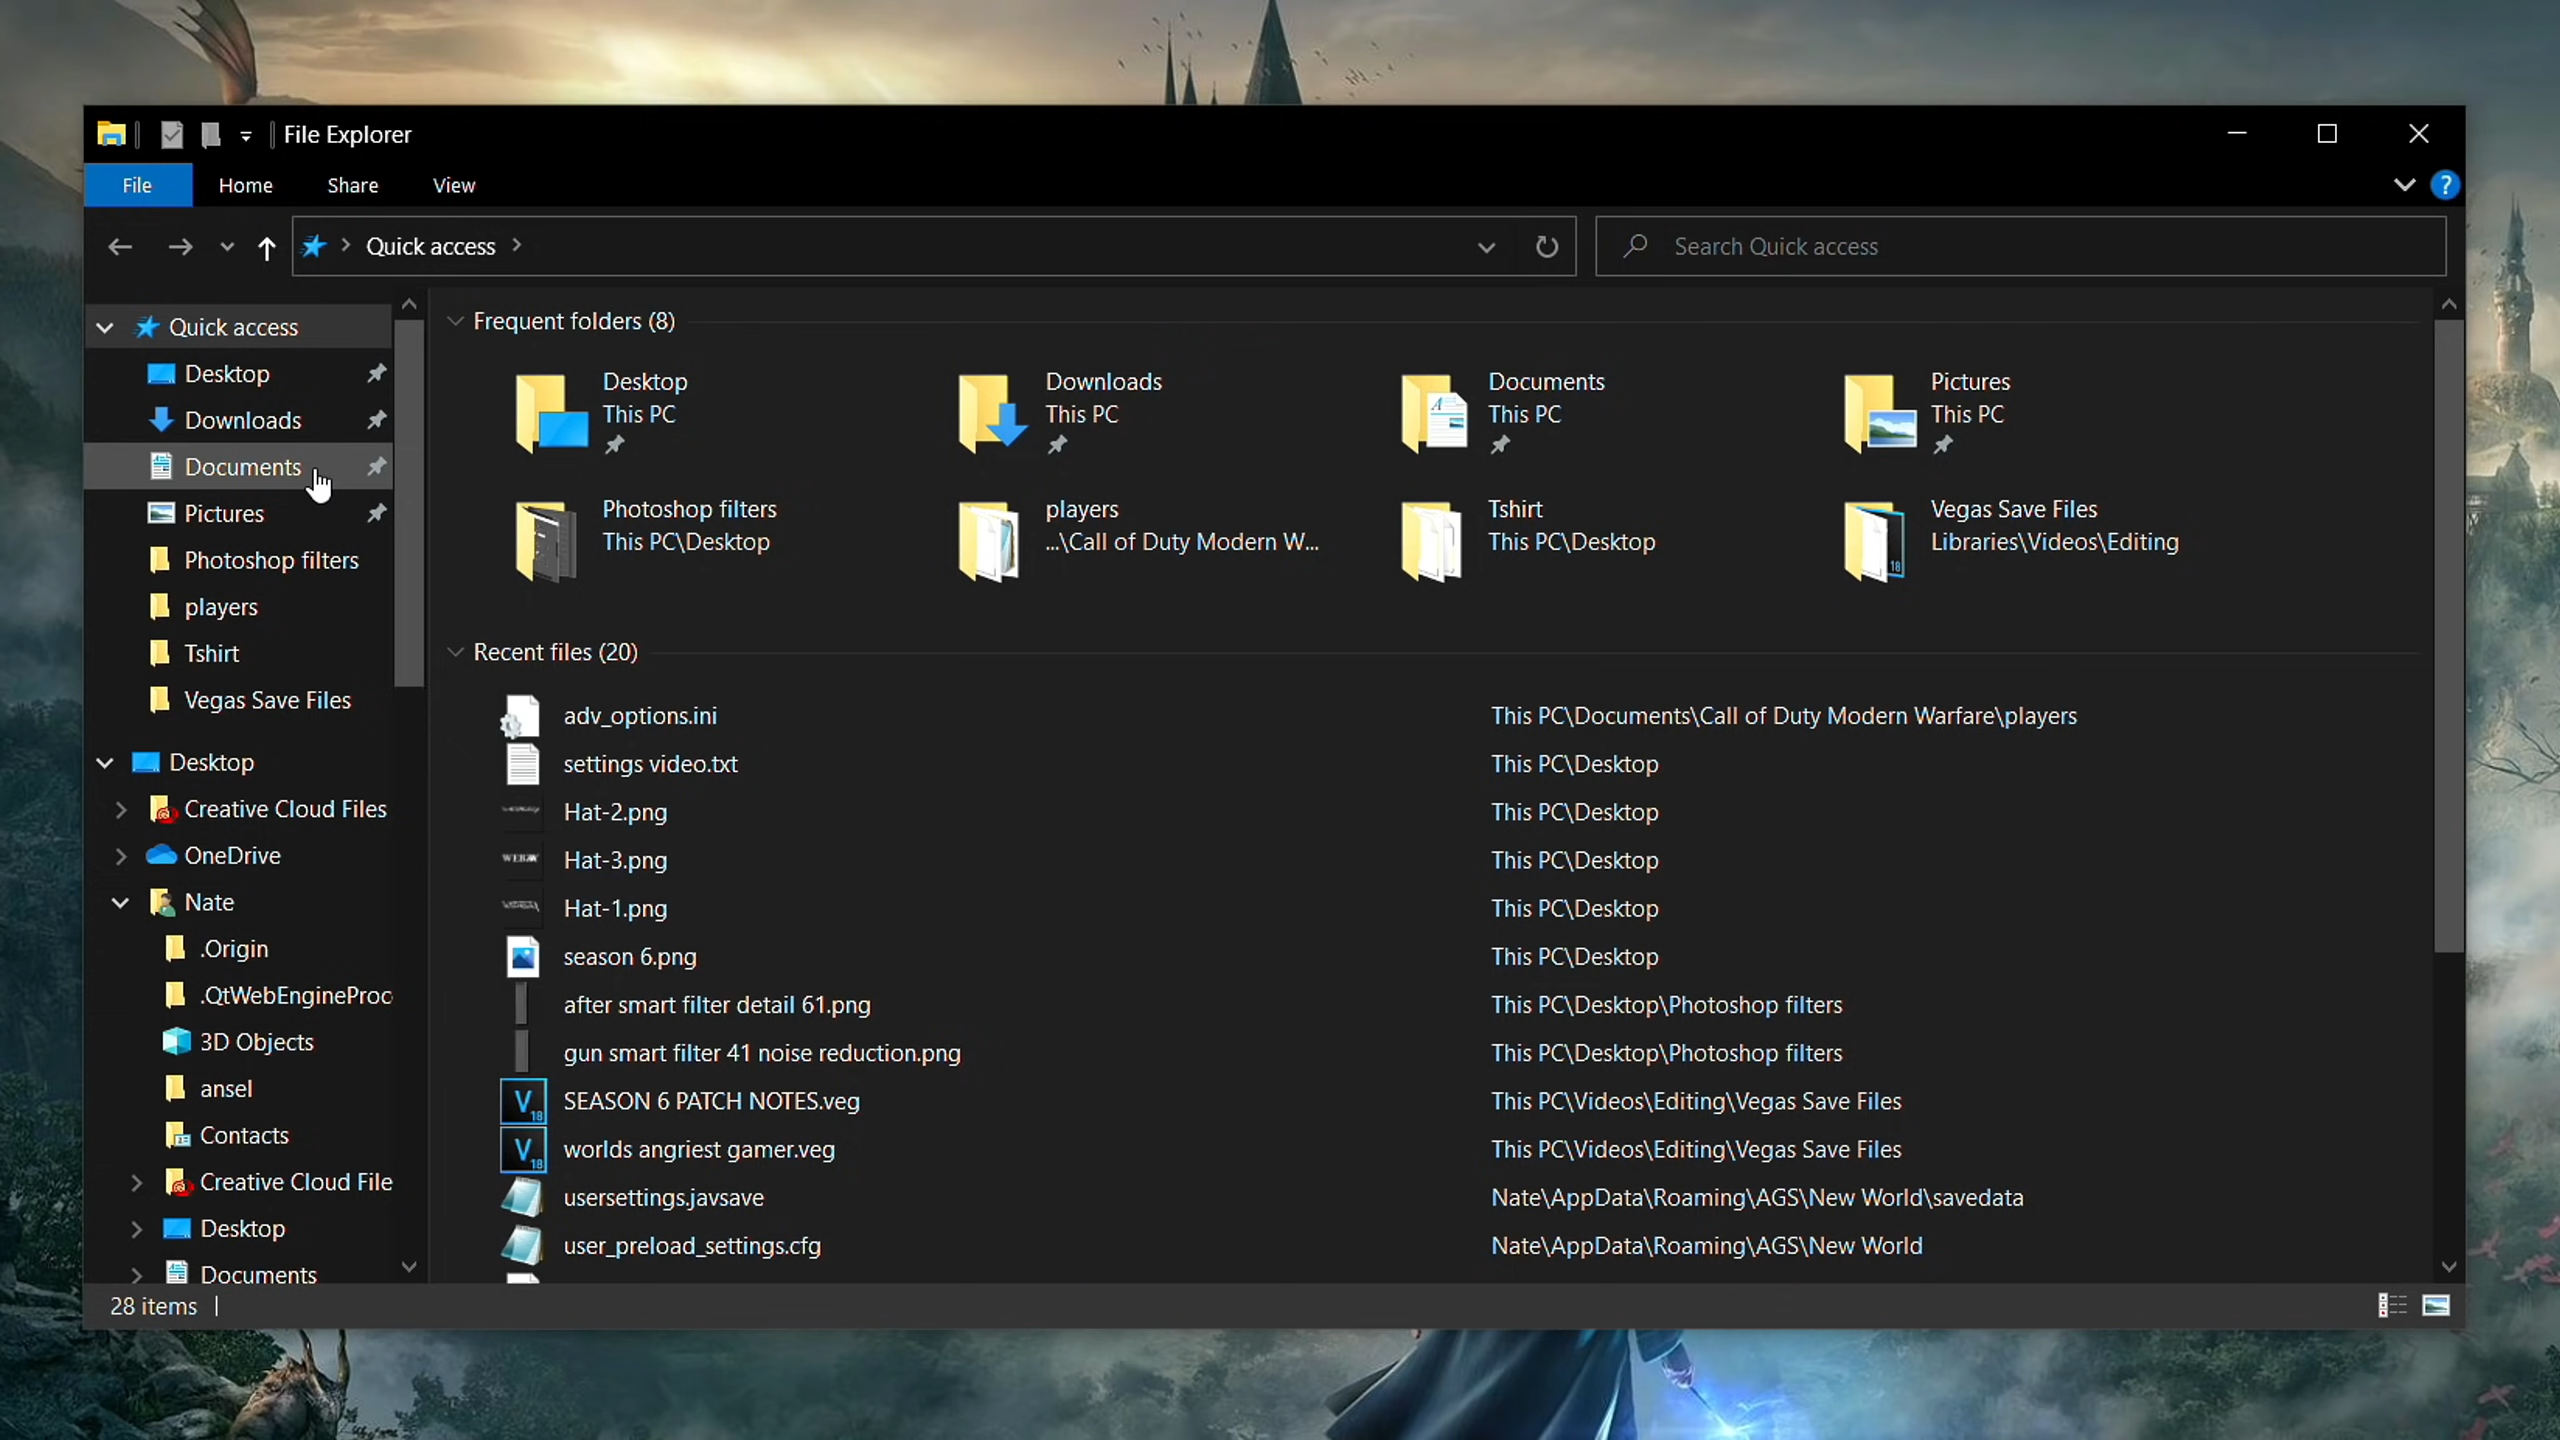 File Explorer
File
Home
Share
View
?
Quick access
Search Quick access
Quick access
Desktop
Downloads
Documents
Pictures
Photoshop filters
players
Tshirt
Vegas Save Files
Desktop
Creative Cloud Files
OneDrive
Nate
.Origin
.QtWebEngineProc
3D Objects
ansel
Contacts
Creative Cloud File
Desktop
Documents
Frequent folders (8)
Desktop
This PC
Downloads
This PC
Documents
This PC
Pictures
This PC
Photoshop filters
This PC\Desktop
players
...\Call of Duty Modern W...
Tshirt
This PC\Desktop
Vegas Save Files
Libraries\Videos\Editing
Recent files (20)
adv_options.ini This PC\Documents\Call of Duty Modern Warfare\players
settings video.txt This PC\Desktop
Hat-2.png This PC\Desktop
Hat-3.png This PC\Desktop
Hat-1.png This PC\Desktop
season 6.png This PC\Desktop
after smart filter detail 61.png This PC\Desktop\Photoshop filters
gun smart filter 41 noise reduction.png This PC\Desktop\Photoshop filters
V 18 SEASON 6 PATCH NOTES.veg This PC\Videos\Editing\Vegas Save Files
V 18 worlds angriest gamer.veg This PC\Videos\Editing\Vegas Save Files
usersettings.javsave Nate\AppData\Roaming\AGS\New World\savedata
user_preload_settings.cfg Nate\AppData\Roaming\AGS\New World
28 items